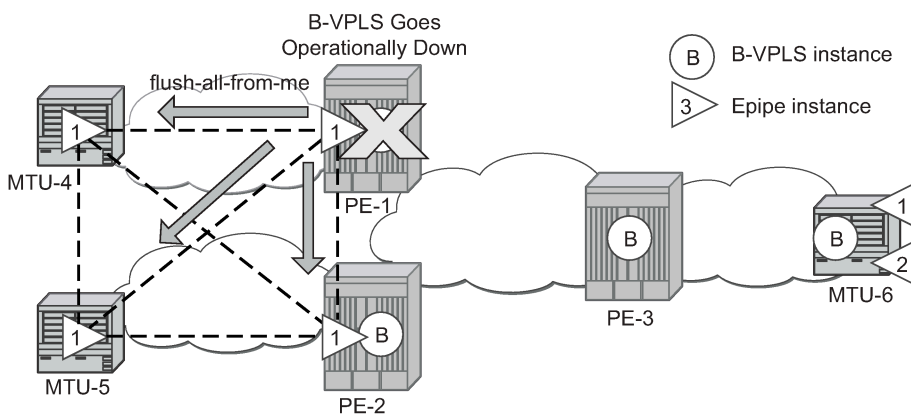 B-VPLS Goes
Operationally Down
flush-all-from-me
B B-VPLS instance
3 Epipe instance
1
1
MTU-4
PE-1
B
B
1
2
MTU-6
PE-3
1
1
B
MTU-5
PE-2